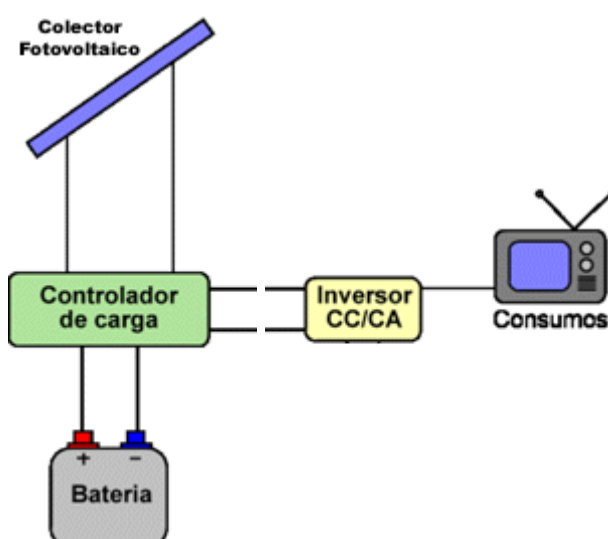 Colector
Fotovoltaico
Controlador
de carga
Inversor
CC/CA
Consumos
+ −
Bateria